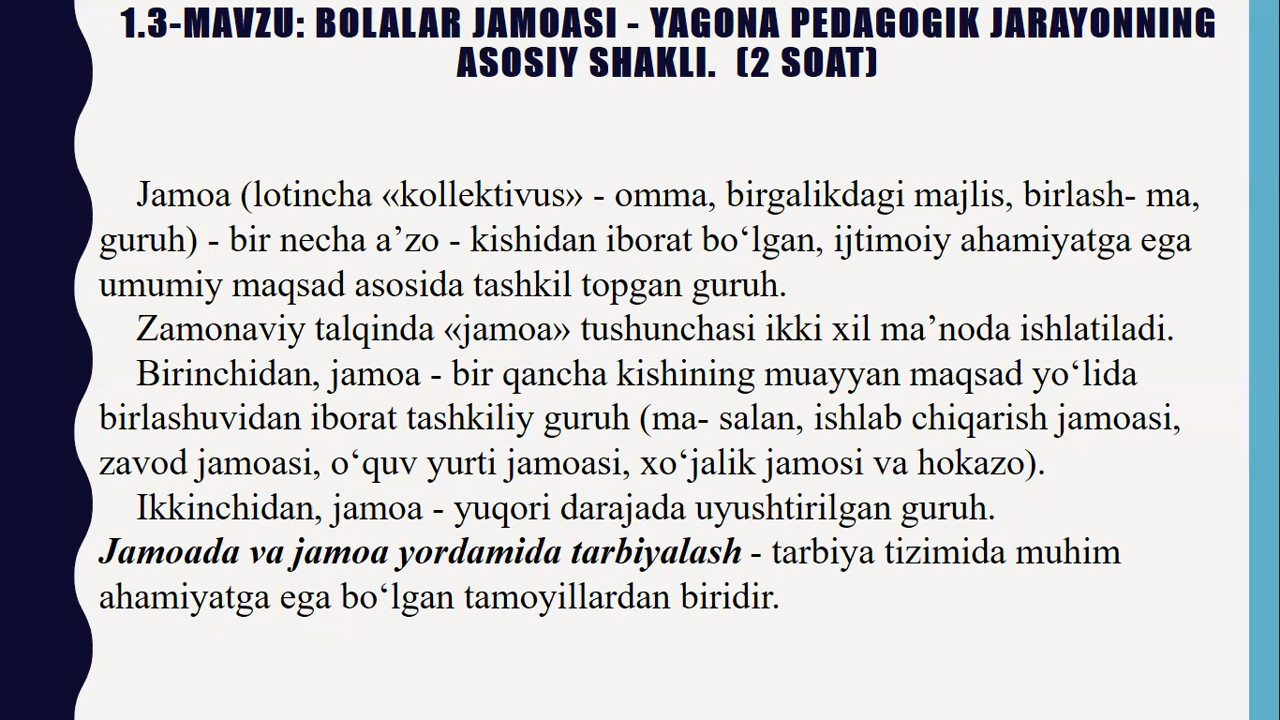 1.3-MAVZU: BOLALAR JAMOASI - YAGONA PEDAGOGIK JARAYONNING
ASOSIY SHAKLI. (2 SOAT)
Jamoa (lotincha «kollektivus» - omma, birgalikdagi majlis, birlash- ma,
guruh) - bir necha a’zo - kishidan iborat bo‘lgan, ijtimoiy ahamiyatga ega
umumiy maqsad asosida tashkil topgan guruh.
Zamonaviy talqinda «jamoa» tushunchasi ikki xil ma’noda ishlatiladi.
Birinchidan, jamoa - bir qancha kishining muayyan maqsad yo‘lida
birlashuvidan iborat tashkiliy guruh (ma- salan, ishlab chiqarish jamoasi,
zavod jamoasi, o‘quv yurti jamoasi, xo‘jalik jamosi va hokazo).
Ikkinchidan, jamoa - yuqori darajada uyushtirilgan guruh.
Jamoada va jamoa yordamida tarbiyalash - tarbiya tizimida muhim
ahamiyatga ega bo‘lgan tamoyillardan biridir.